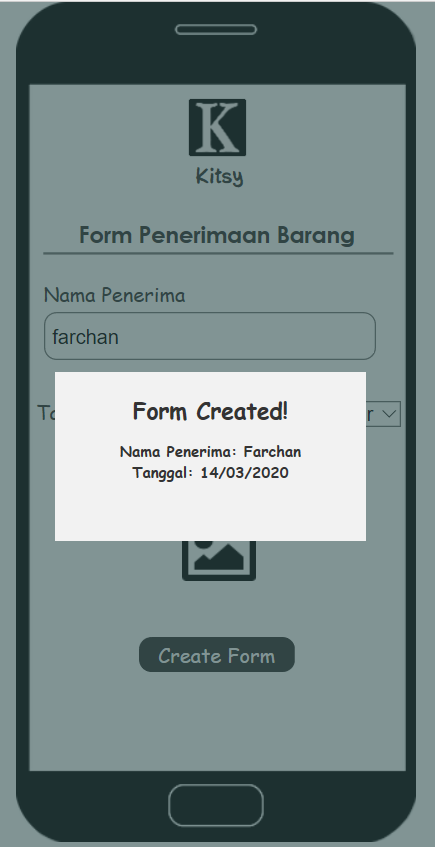 K
Kitsy
Form Penerimaan Barang
Nama Penerima
farchan
Form Created!
Nama Penerima: Farchan
Tanggal: 14/03/2020
Create Form